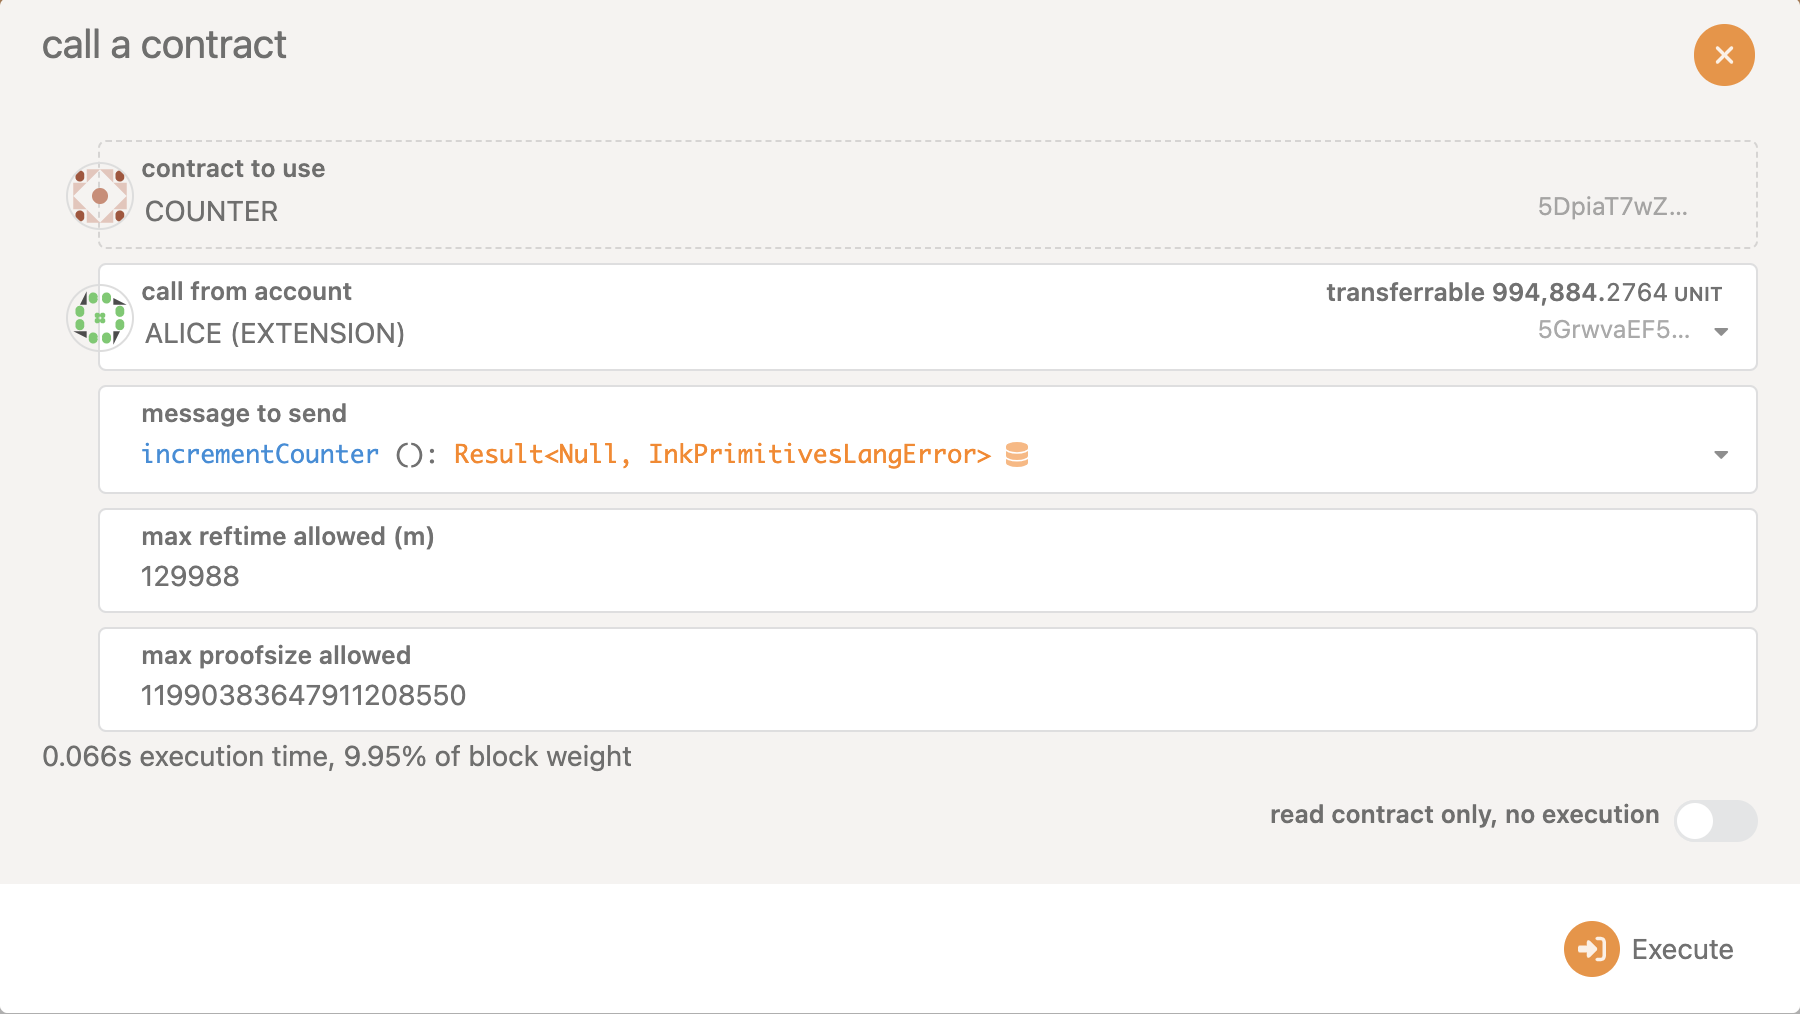 call a contract
contract to use
COUNTER
5DpiaT7wZ...
call from account
transferrable 994,884.2764 UNIT
ALICE (EXTENSION)
5GrwvaEF5...
message to send
incrementCounter (): Result<Null, InkPrimitivesLangError>
max reftime allowed (m)
129988
max proofsize allowed
11990383647911208550
0.066s execution time, 9.95% of block weight
read contract only, no execution
Execute